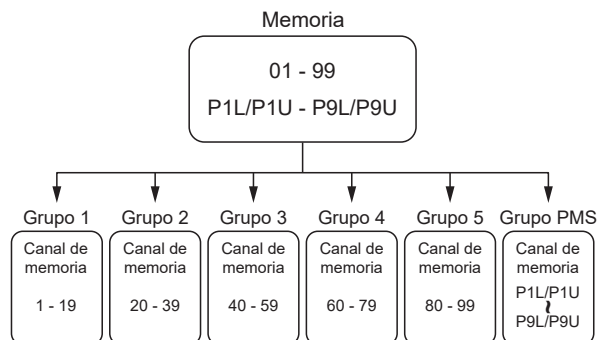 Memoria
01 - 99
P1L/P1U - P9L/P9U
Grupo 1
Canal de
memoria
1 - 19
Grupo 2
Canal de
memoria
20 - 39
Grupo 3
Canal de
memoria
40 - 59
Grupo 4
Canal de
memoria
60 - 79
Grupo 5
Canal de
memoria
80 - 99
Grupo PMS
Canal de
memoria
P1L/P1U
~
P9L/P9U